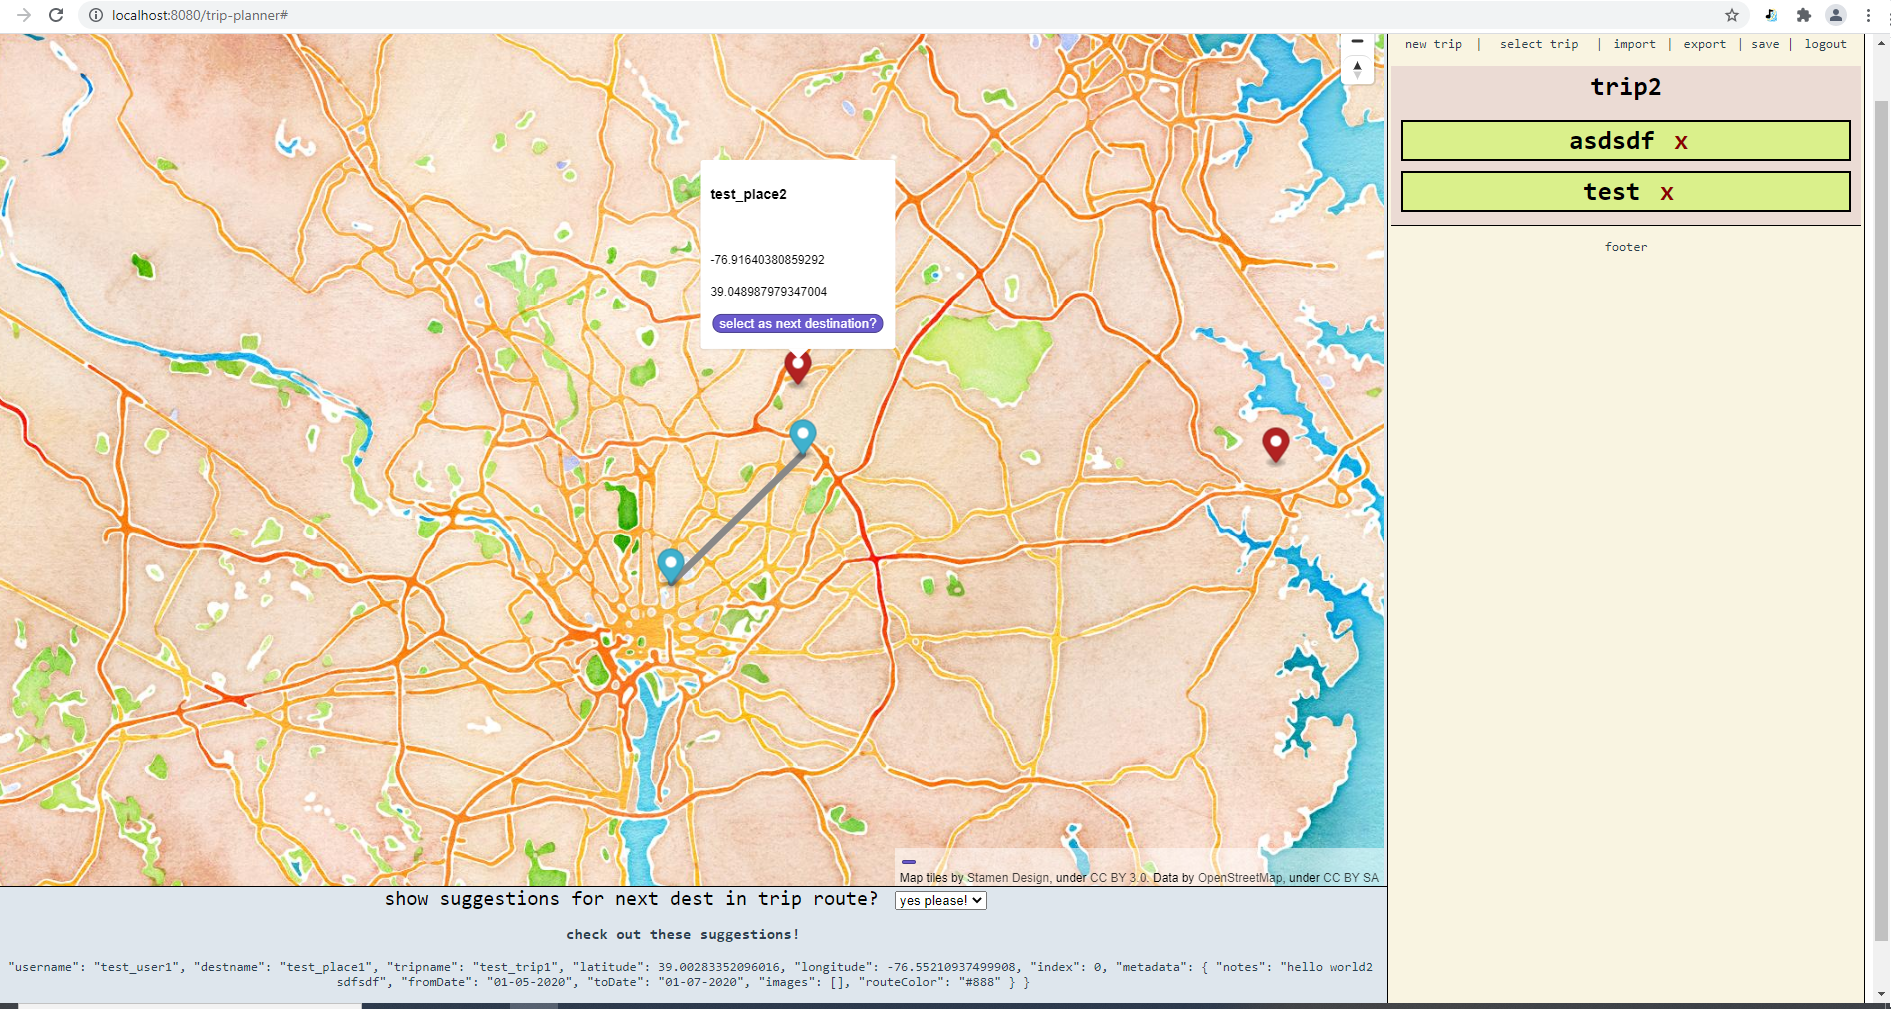 localhost:8080/trip-planner#
new trip | select trip | import | export | save | logout
trip2
asdsdf x
test x
footer
test_place2
-76.91640380859292
39.048987979347004
select as next destination?
Map tiles by Stamen Design, under CC BY 3.0. Data by OpenStreetMap, under CC BY SA
show suggestions for next dest in trip route? yes please!
check out these suggestions!
"username": "test_user1", "destname": "test_place1", "tripname": "test_trip1", "latitude": 39.00283352096016, "longitude": -76.55210937499908, "index": 0, "metadata": { "notes": "hello world2
sdfsdf", "fromDate": "01-05-2020", "toDate": "01-07-2020", "images": [], "routeColor": "#888" } }